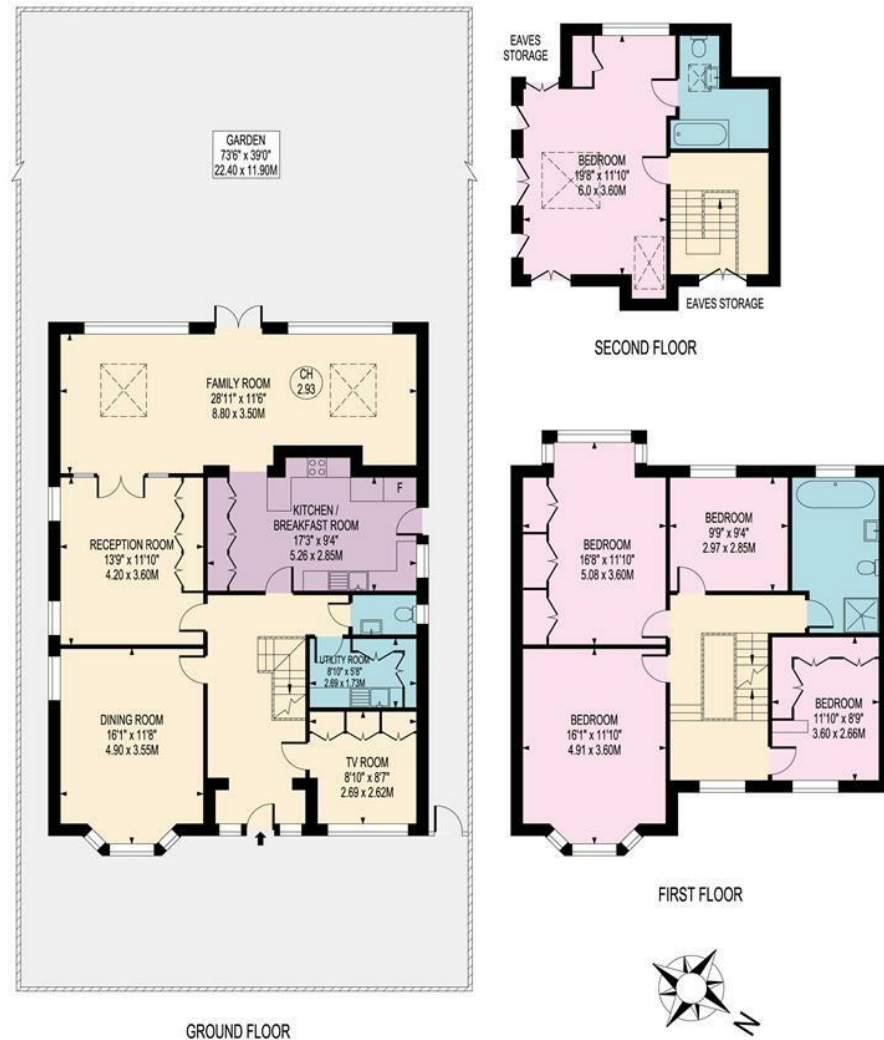 GARDEN
73'6" x 39'0"
22.40 x 11.90M
FAMILY ROOM
28'11" x 11'6"
8.80 x 3.50M
CH
2.93
KITCHEN /
BREAKFAST ROOM
17'3" x 9'4"
5.26 x 2.85M
F
RECEPTION ROOM
13'9" x 11'10"
4.20 x 3.60M
UTILITY ROOM
8'10" x 5'8"
2.69 x 1.73M
DINING ROOM
16'1" x 11'8"
4.90 x 3.55M
TV ROOM
8'10" x 8'7"
2.69 x 2.62M
GROUND FLOOR
EAVES
STORAGE
BEDROOM
19'8" x 11'10"
6.0 x 3.60M
EAVES STORAGE
SECOND FLOOR
BEDROOM
16'8" x 11'10"
5.08 x 3.60M
BEDROOM
9'9" x 9'4"
2.97 x 2.85M
BEDROOM
16'1" x 11'10"
4.91 x 3.60M
BEDROOM
11'10" x 8'9"
3.60 x 2.66M
FIRST FLOOR
N